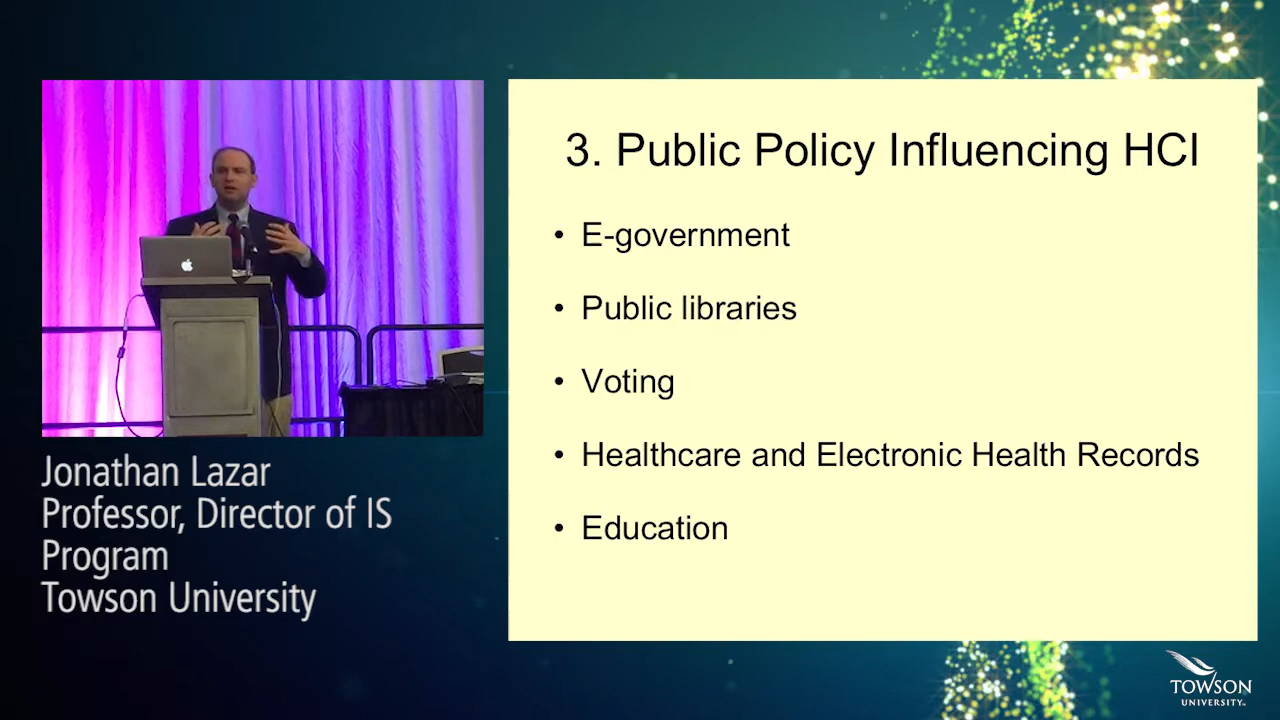 3. Public Policy Influencing HCI
• E-government
• Public libraries
• Voting
• Healthcare and Electronic Health Records
• Education
Jonathan Lazar
Professor, Director of IS
Program
Towson University
TOWSON
UNIVERSITY